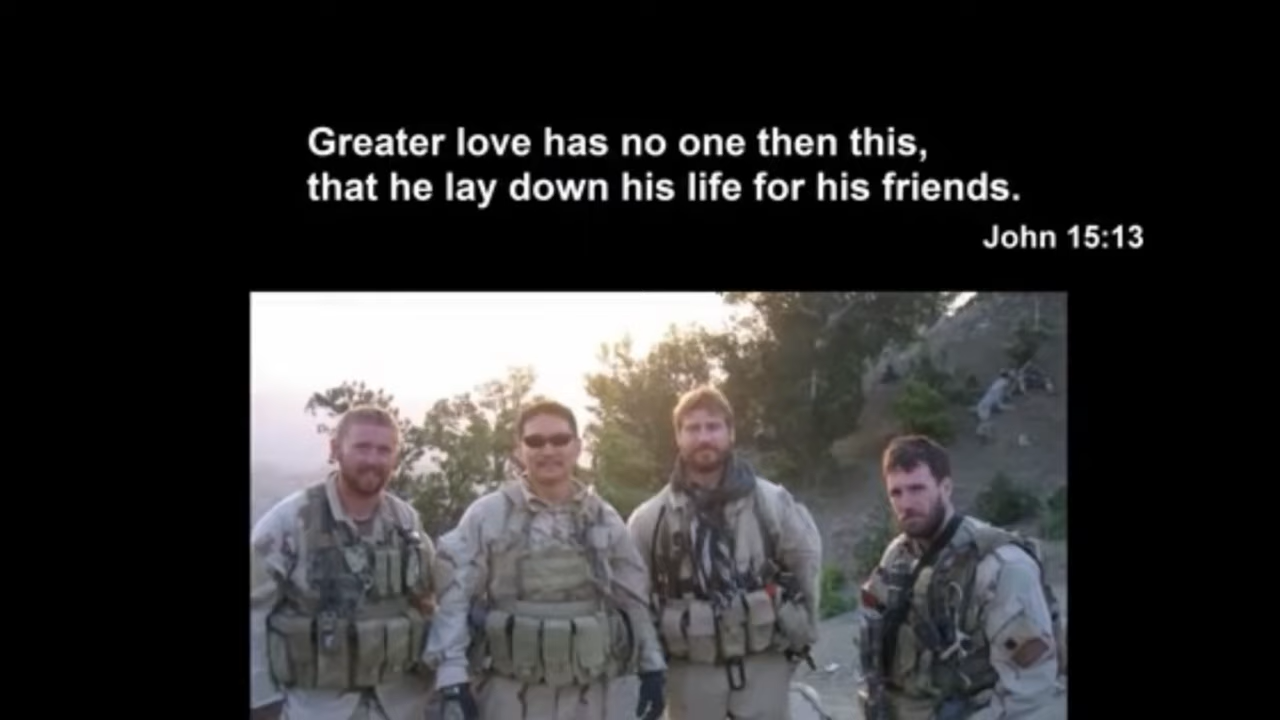 Greater love has no one then this,
that he lay down his life for his friends.
John 15:13